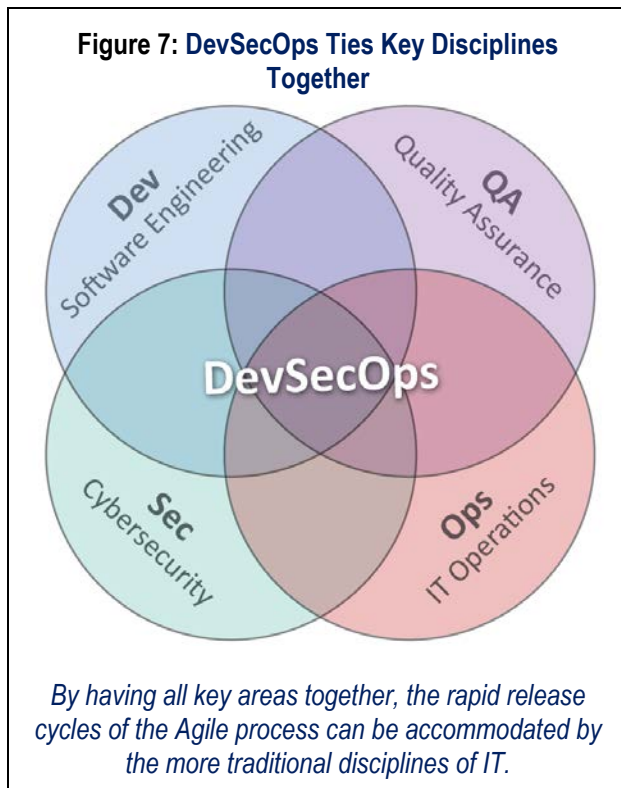 Figure 7: DevSecOps Ties Key Disciplines
Together
Dev
Software Engineering
QA
Quality Assurance
DevSecOps
Sec
Cybersecurity
Ops
IT Operations
By having all key areas together, the rapid release
cycles of the Agile process can be accommodated by
the more traditional disciplines of IT.